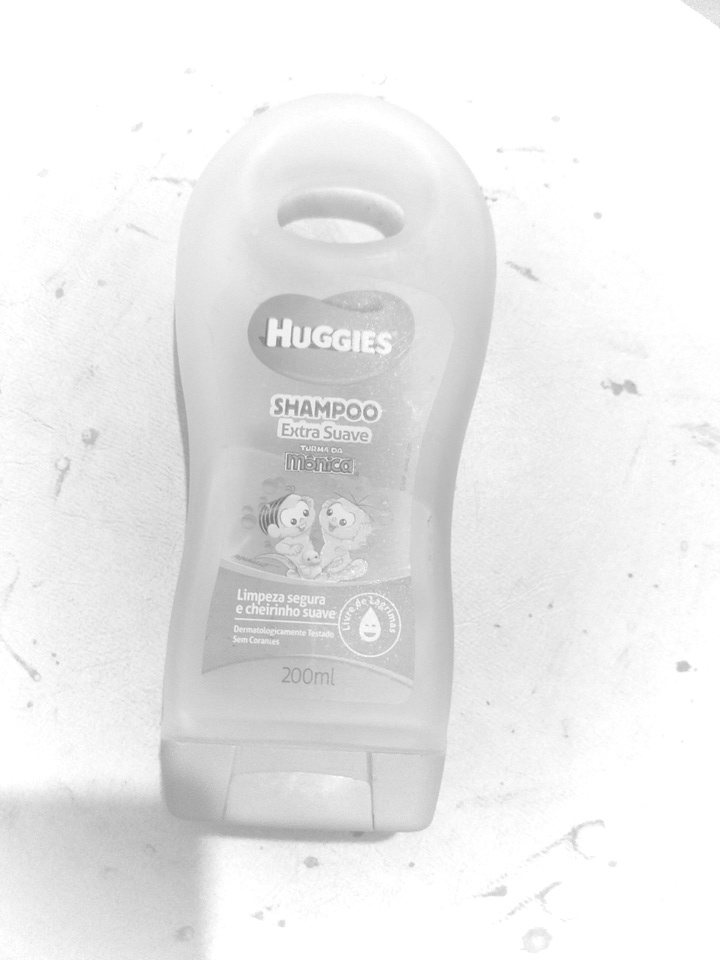 HUGGIES
SHAMPOO
Extra Suave
TURMA DA
MÔNICA
Limpeza segura
e cheirinho suave
Livre de Lágrimas
Dermatologicamente Testado
Sem Corantes
200ml